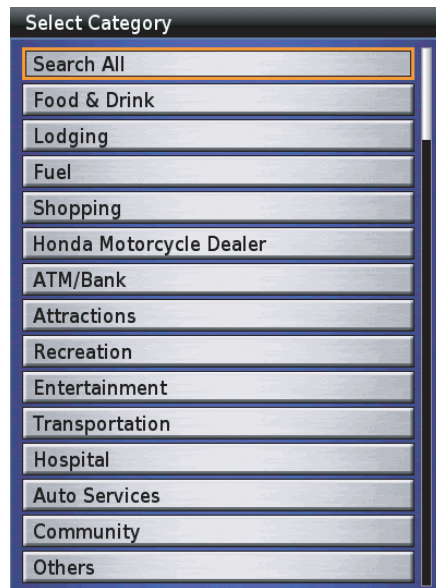 Select Category
Search All
Food & Drink
Lodging
Fuel
Shopping
Honda Motorcycle Dealer
ATM/Bank
Attractions
Recreation
Entertainment
Transportation
Hospital
Auto Services
Community
Others